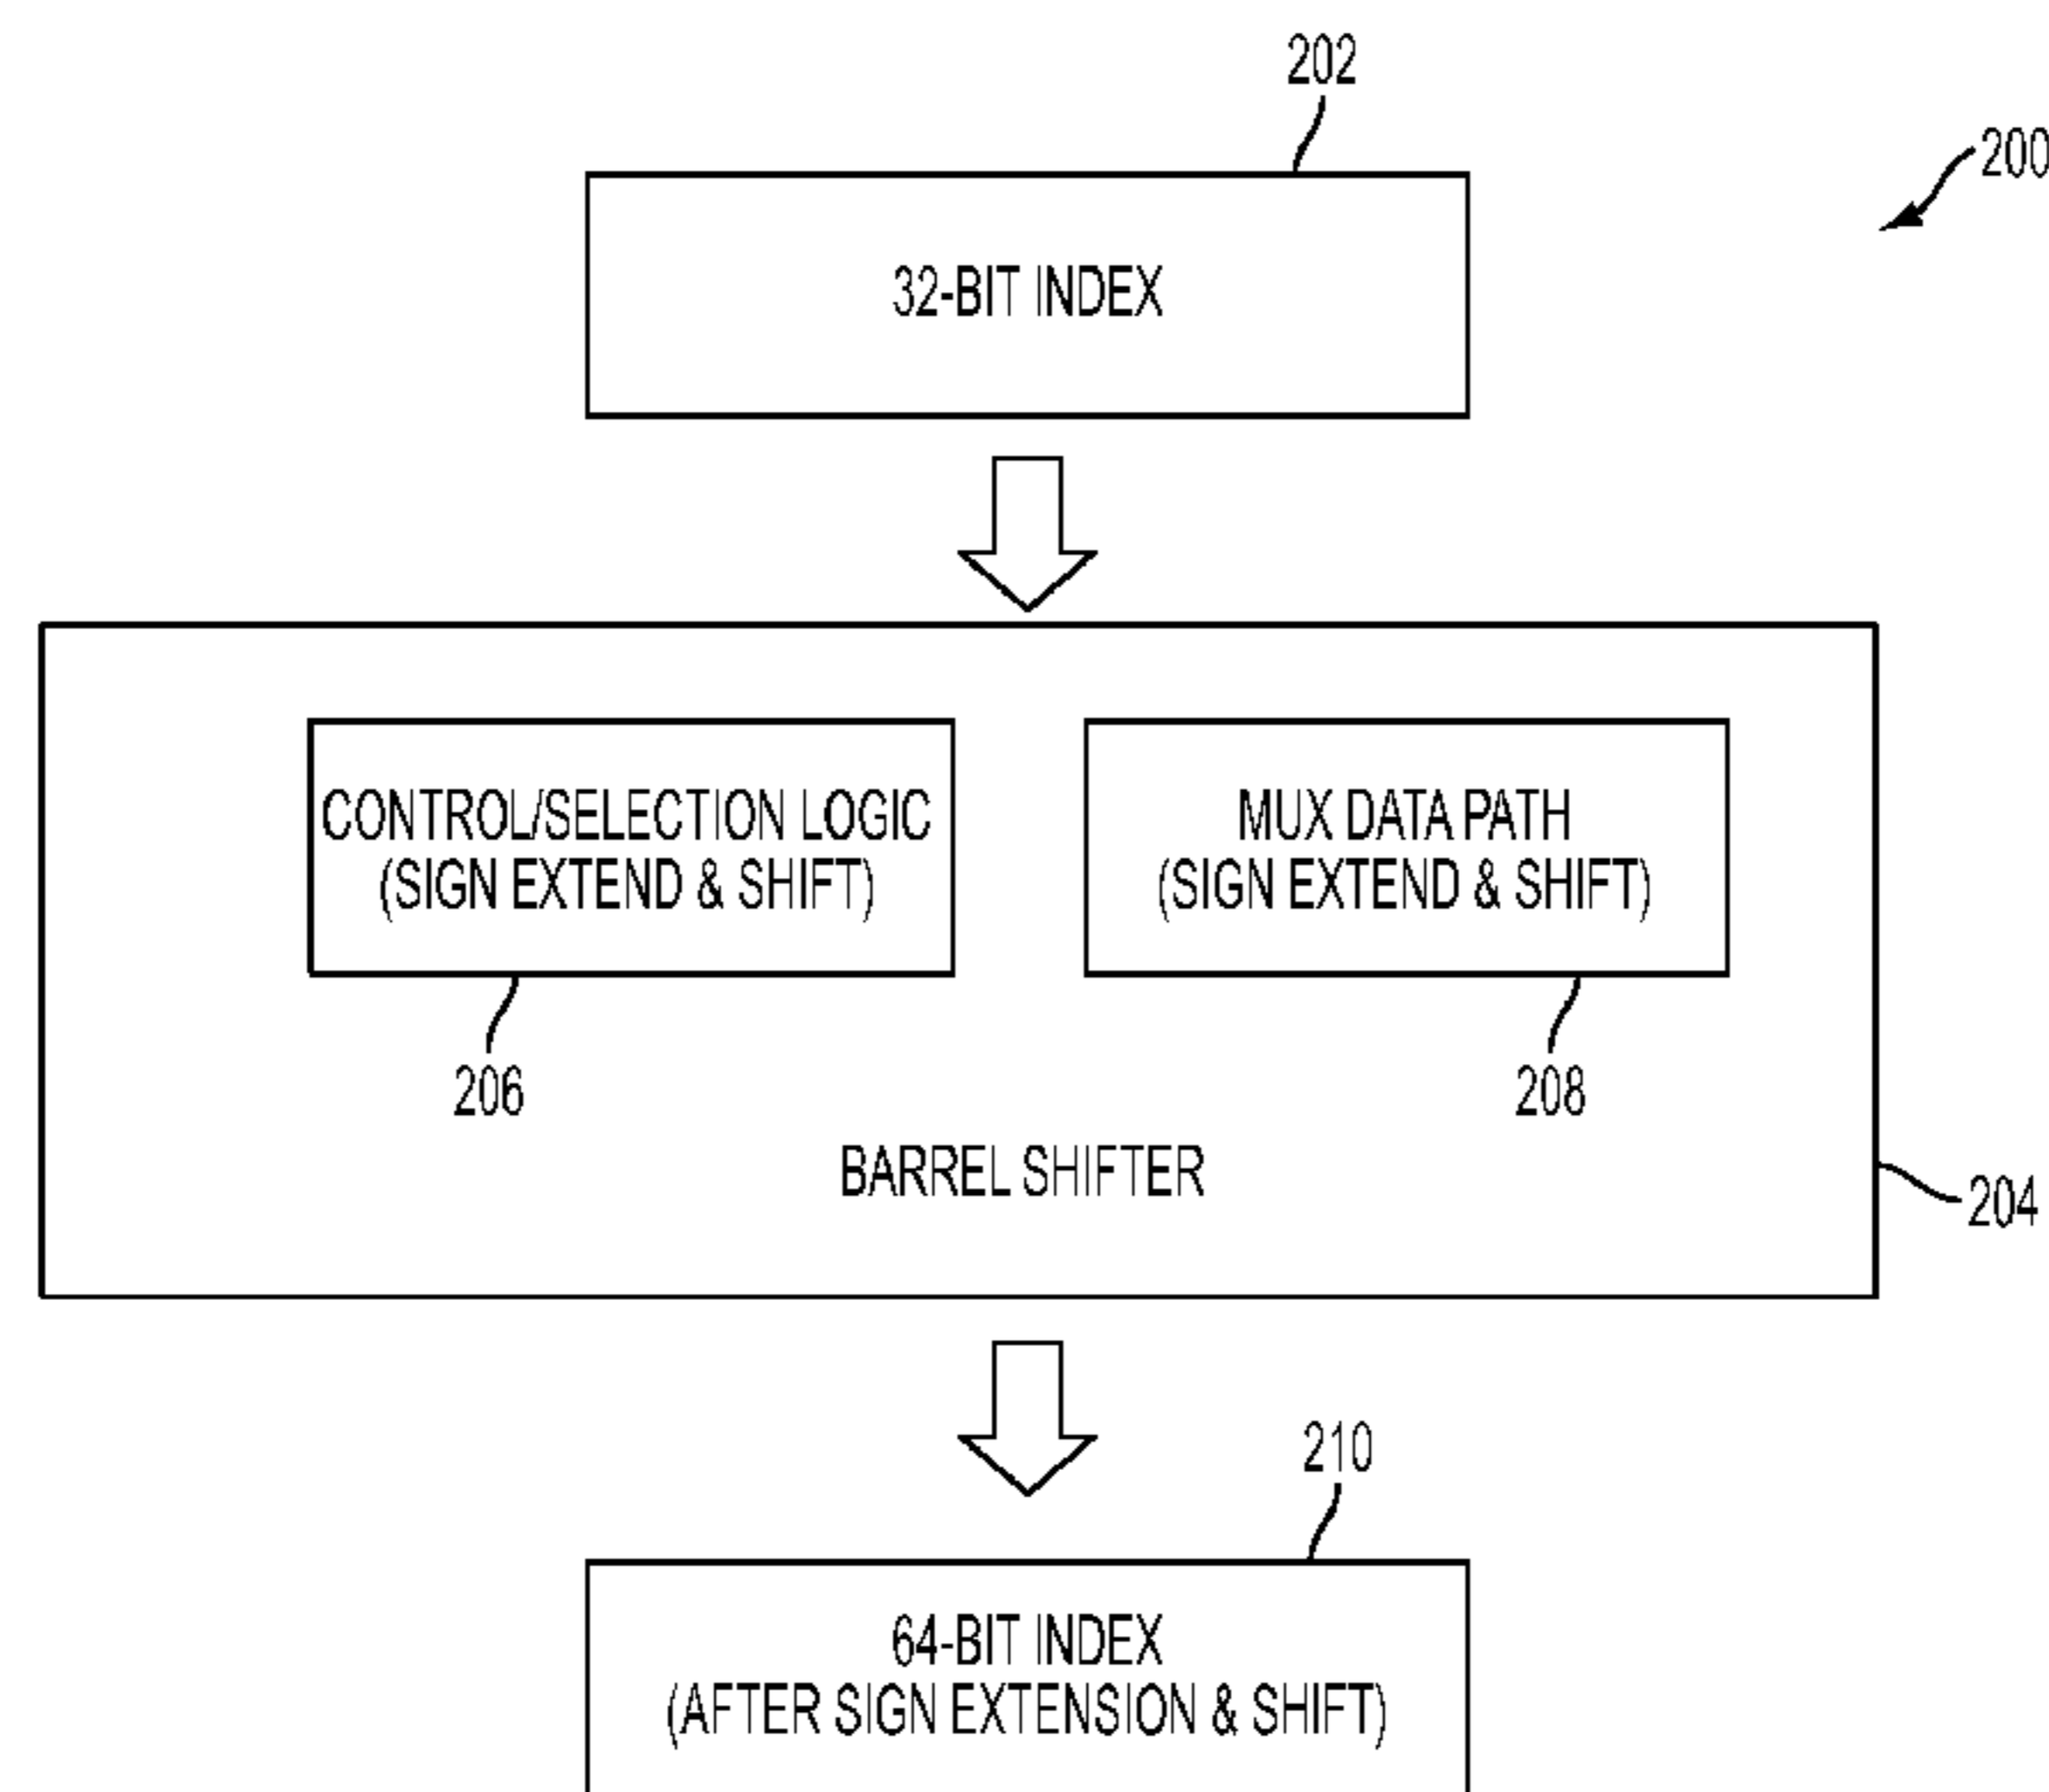 202
200
32-BIT INDEX
CONTROL/SELECTION LOGIC
(SIGN EXTEND & SHIFT)
MUX DATA PATH
(SIGN EXTEND & SHIFT)
206
208
BARREL SHIFTER
204
210
64-BIT INDEX
(AFTER SIGN EXTENSION & SHIFT)